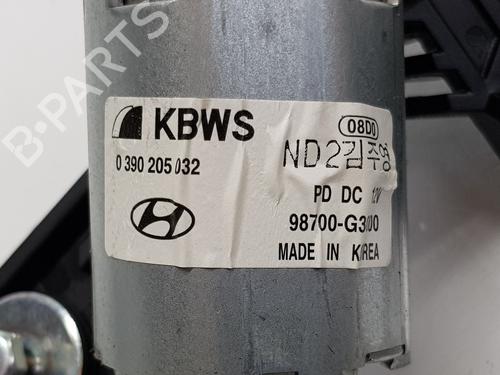 B-PARTS
KBWS
08D0
0 390 205 032
ND2김주영
PD DC 12V
98700-G3000
MADE IN KOREA